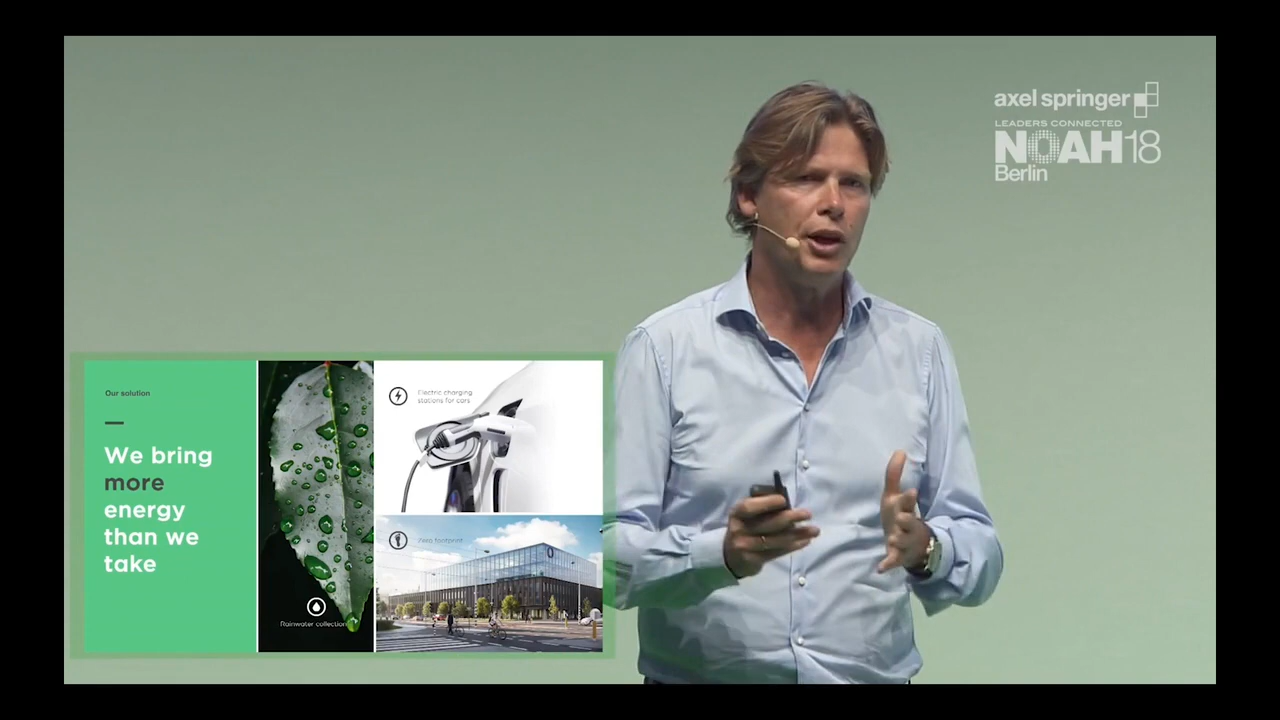 axel springer
LEADERS CONNECTED
NOAH18
Berlin
Our solution
We bring
more
energy
than we
take
Rainwater collection
Electric charging
stations for cars
Zero footprint